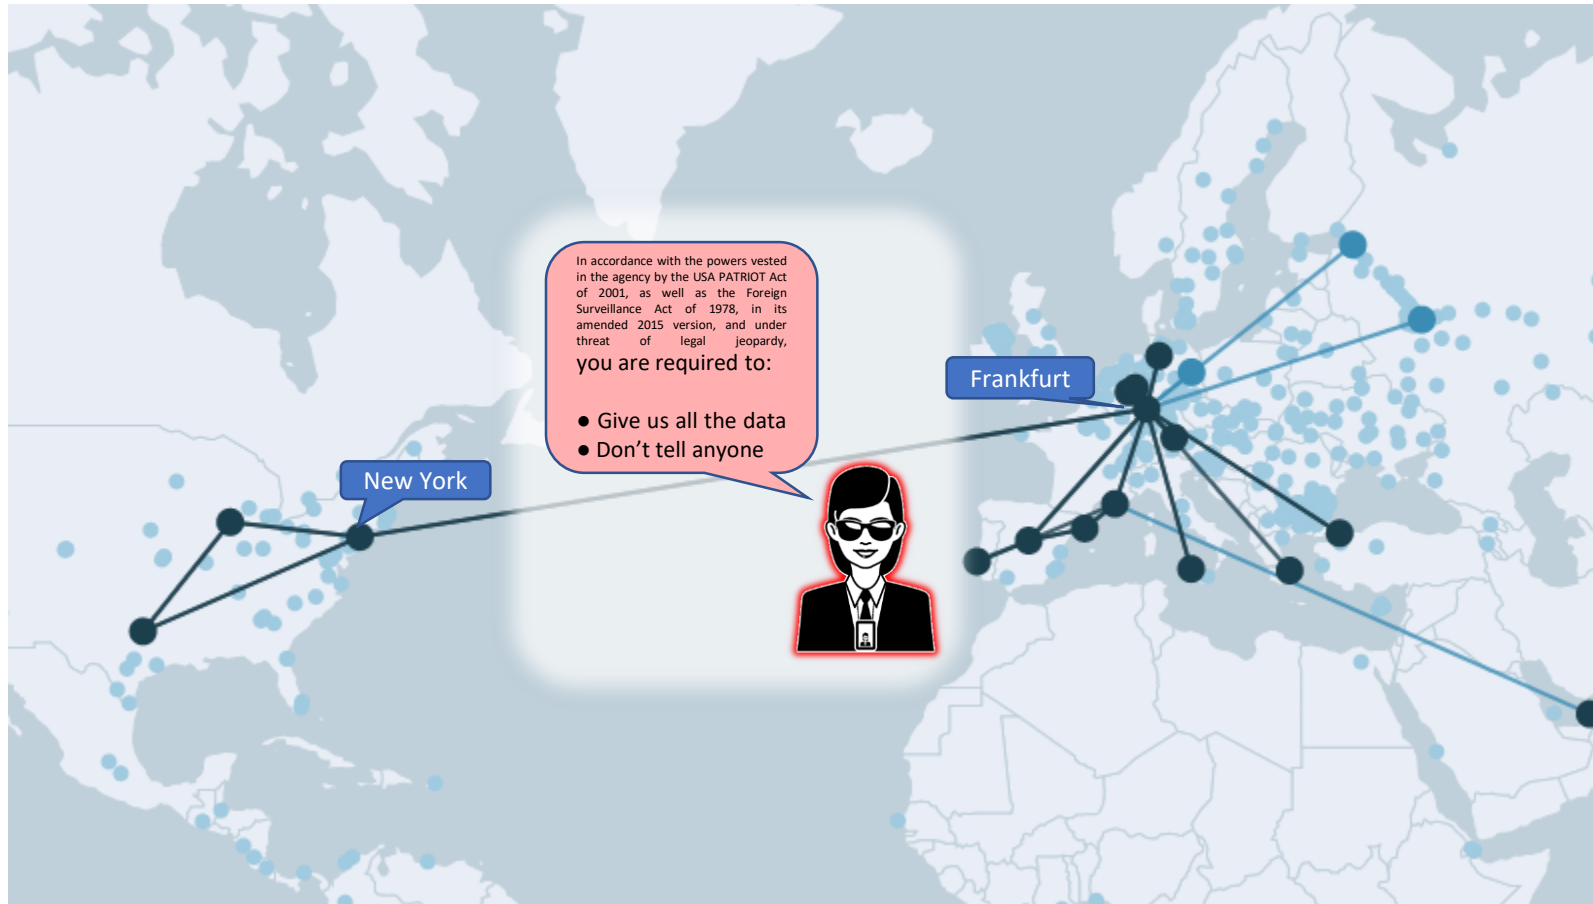 In accordance with the powers vested
in the agency by the USA PATRIOT Act
of 2001, as well as the Foreign
Surveillance Act of 1978, in its
amended 2015 version, and under
threat of legal jeopardy,
you are required to:
● Give us all the data
● Don’t tell anyone
Frankfurt
New York